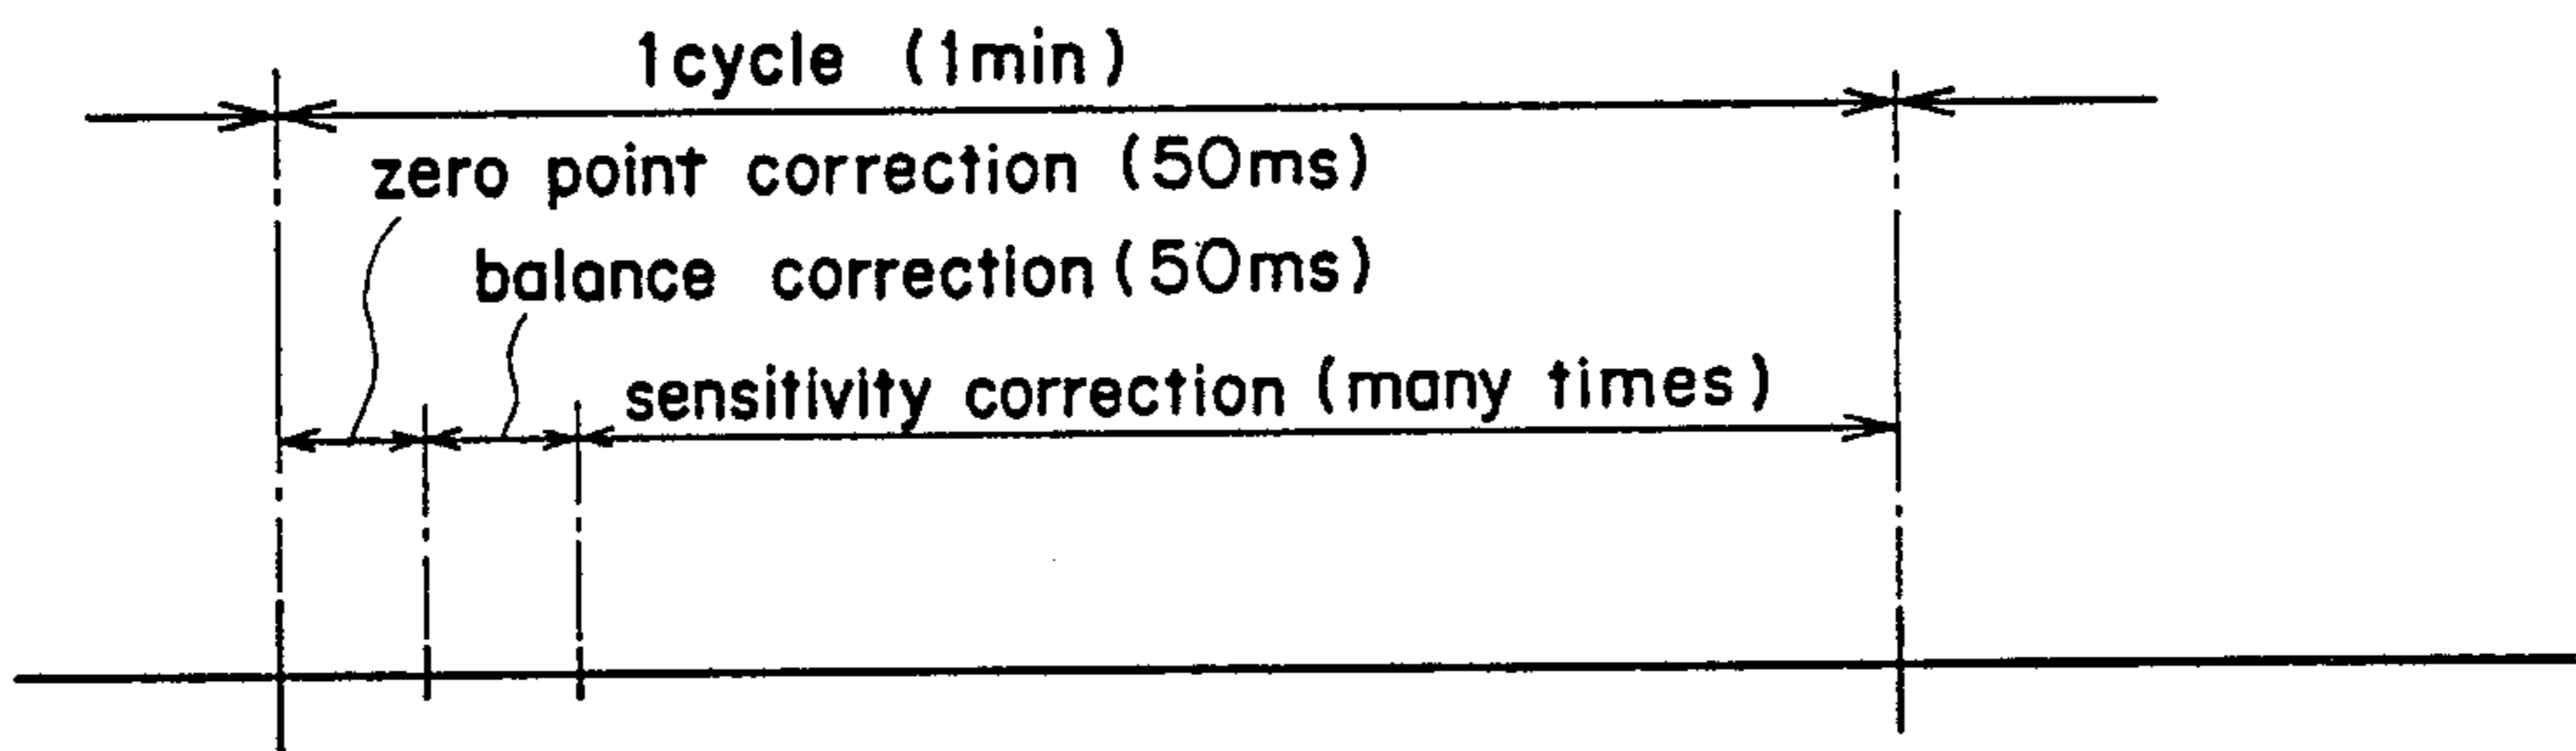 1cycle (1min)
zero point correction (50ms)
balance correction (50ms)
sensitivity correction (many times)